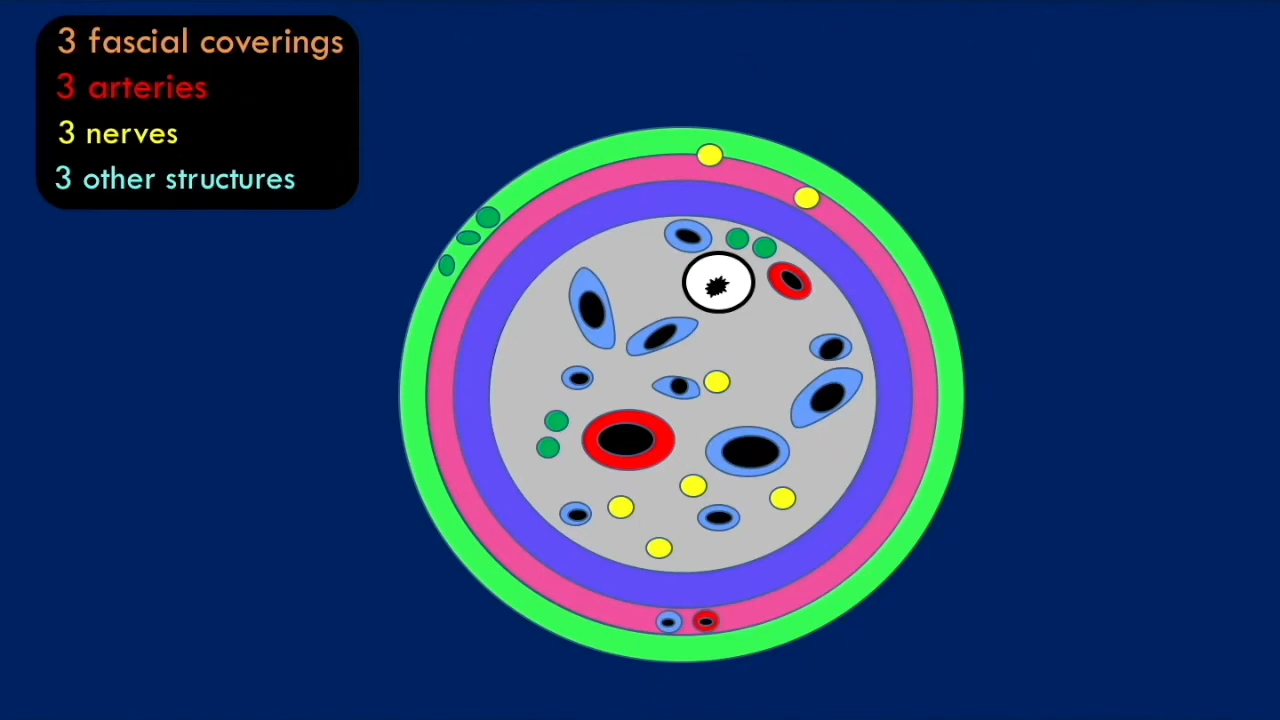 3 fascial coverings
3 arteries
3 nerves
3 other structures